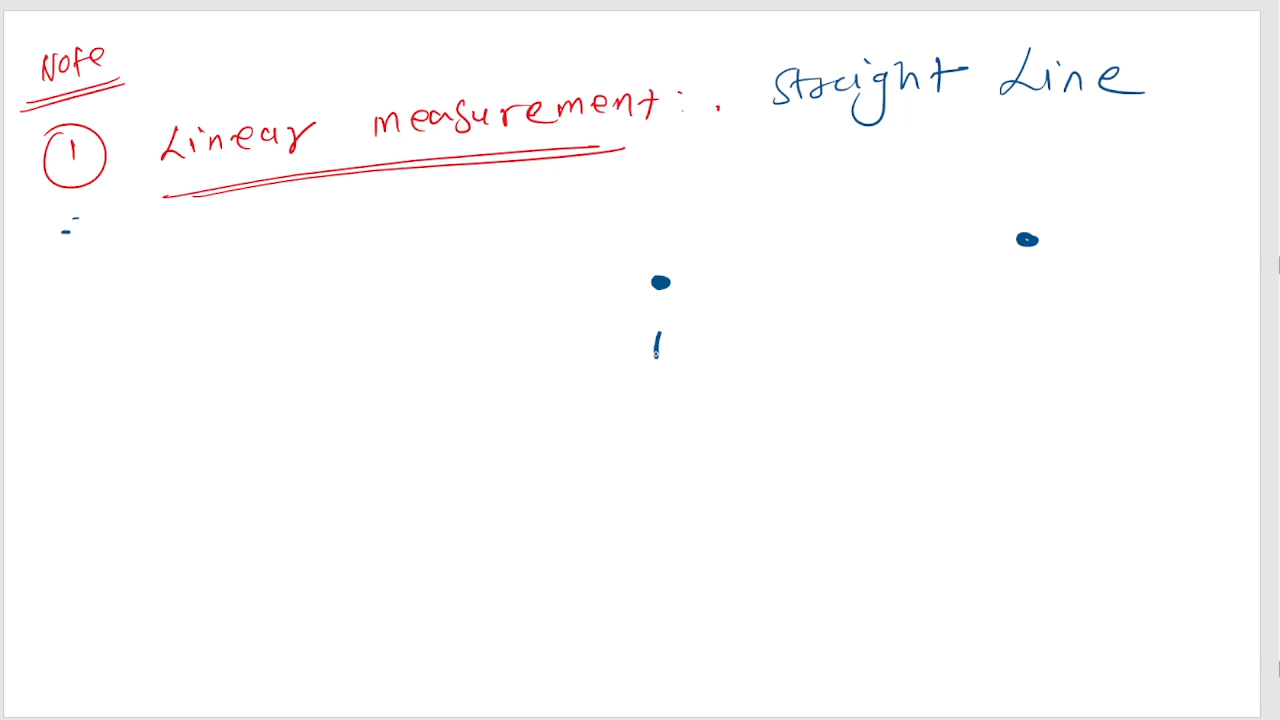 Note
① Linear measurement : . Straight Line